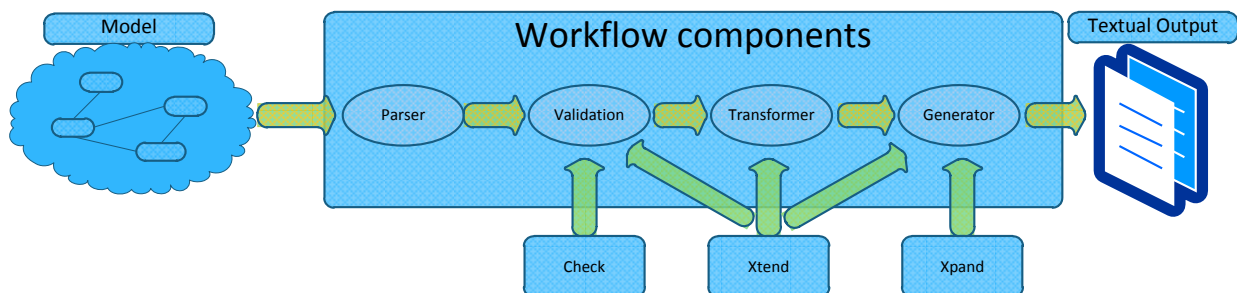 Model
Workflow components
Textual Output
Parser
Validation
Transformer
Generator
Check
Xtend
Xpand